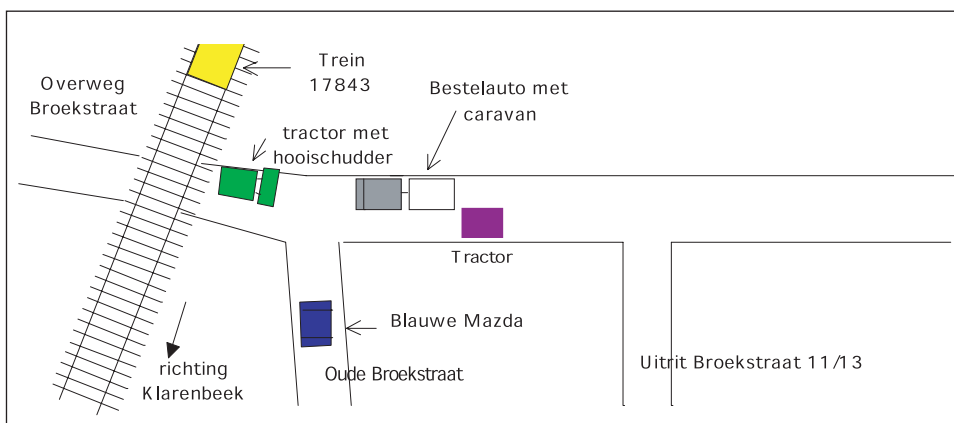 Trein
17843
Overweg
Broekstraat
Bestelauto met
caravan
tractor met
hooischudder
Tractor
Blauwe Mazda
Uitrit Broekstraat 11/13
Oude Broekstraat
richting
Klarenbeek